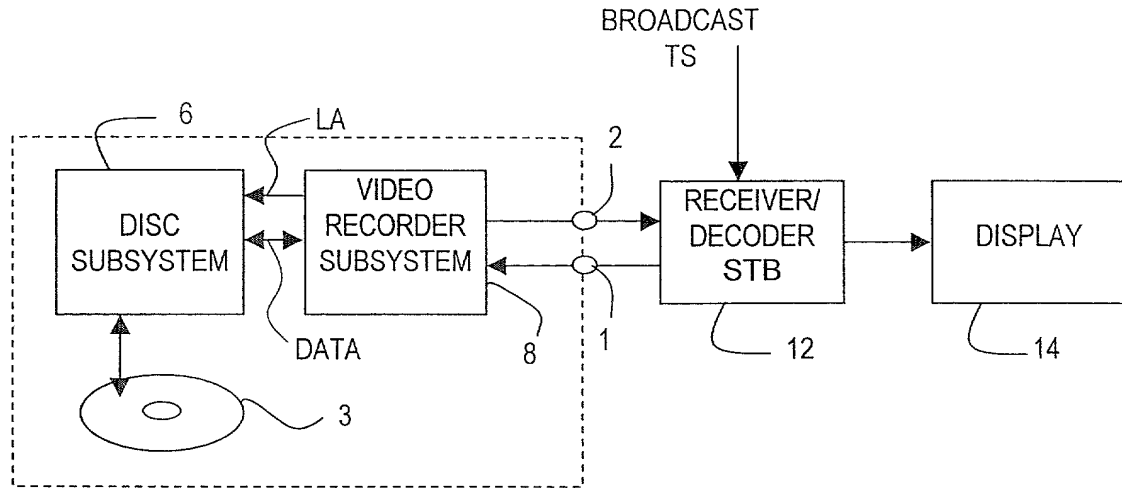 BROADCAST
TS
6
LA
2
DISC
SUBSYSTEM
VIDEO
RECORDER
SUBSYSTEM
RECEIVER/
DECODER
STB
DISPLAY
DATA
8
1
12
14
3